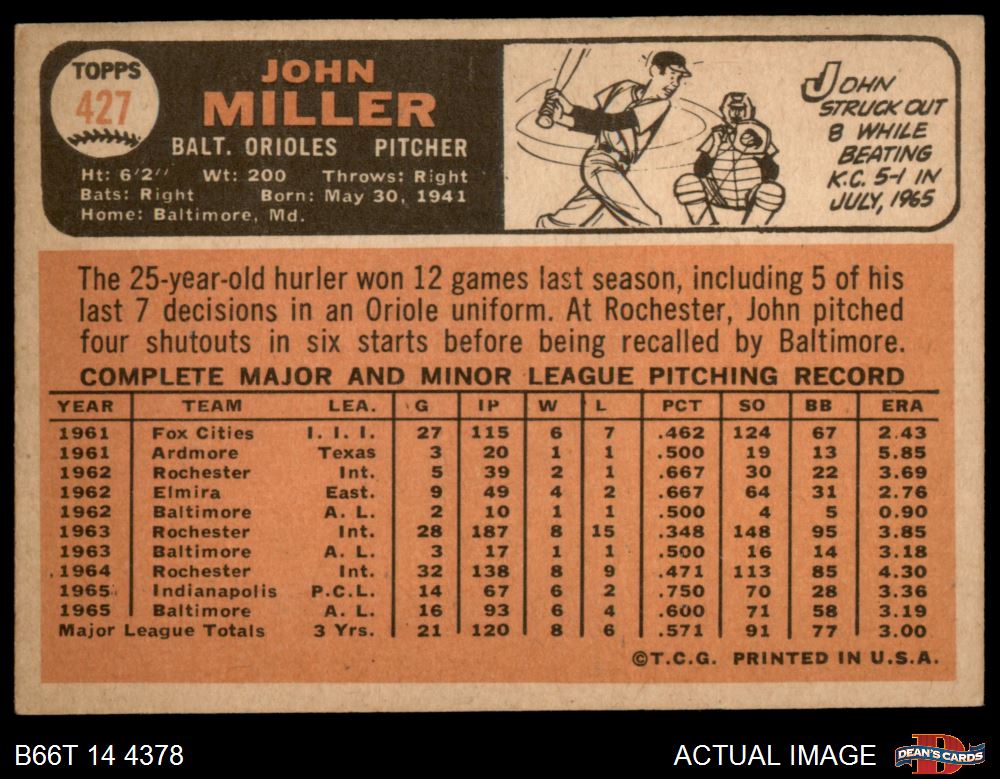 TOPPS
427
JOHN
MILLER
BALT. ORIOLES PITCHER
Ht: 6'2" Wt: 200 Throws: Right
Bats: Right Born: May 30, 1941
Home: Baltimore, Md.
JOHN
STRUCK OUT
8 WHILE
BEATING
K.C. 5-1 IN
JULY, 1965
The 25-year-old hurler won 12 games last season, including 5 of his
last 7 decisions in an Oriole uniform. At Rochester, John pitched
four shutouts in six starts before being recalled by Baltimore.
COMPLETE MAJOR AND MINOR LEAGUE PITCHING RECORD
YEAR TEAM LEA. G IP W L PCT SO BB ERA
1961 Fox Cities I. I. I. 27 115 6 7 .462 124 67 2.43
1961 Ardmore Texas 3 20 1 1 .500 19 13 5.85
1962 Rochester Int. 5 39 2 1 .667 30 22 3.69
1962 Elmira East. 9 49 4 2 .667 64 31 2.76
1962 Baltimore A. L. 2 10 1 1 .500 4 5 0.90
1963 Rochester Int. 28 187 8 15 .348 148 95 3.85
1963 Baltimore A. L. 3 17 1 1 .500 16 14 3.18
1964 Rochester Int. 32 138 8 9 .471 113 85 4.30
1965 Indianapolis P.C.L. 14 67 6 2 .750 70 28 3.36
1965 Baltimore A. L. 16 93 6 4 .600 71 58 3.19
Major League Totals 3 Yrs. 21 120 8 6 .571 91 77 3.00
©T.C.G. PRINTED IN U.S.A.
B66T 14 4378
ACTUAL IMAGE
DEAN'S CARDS